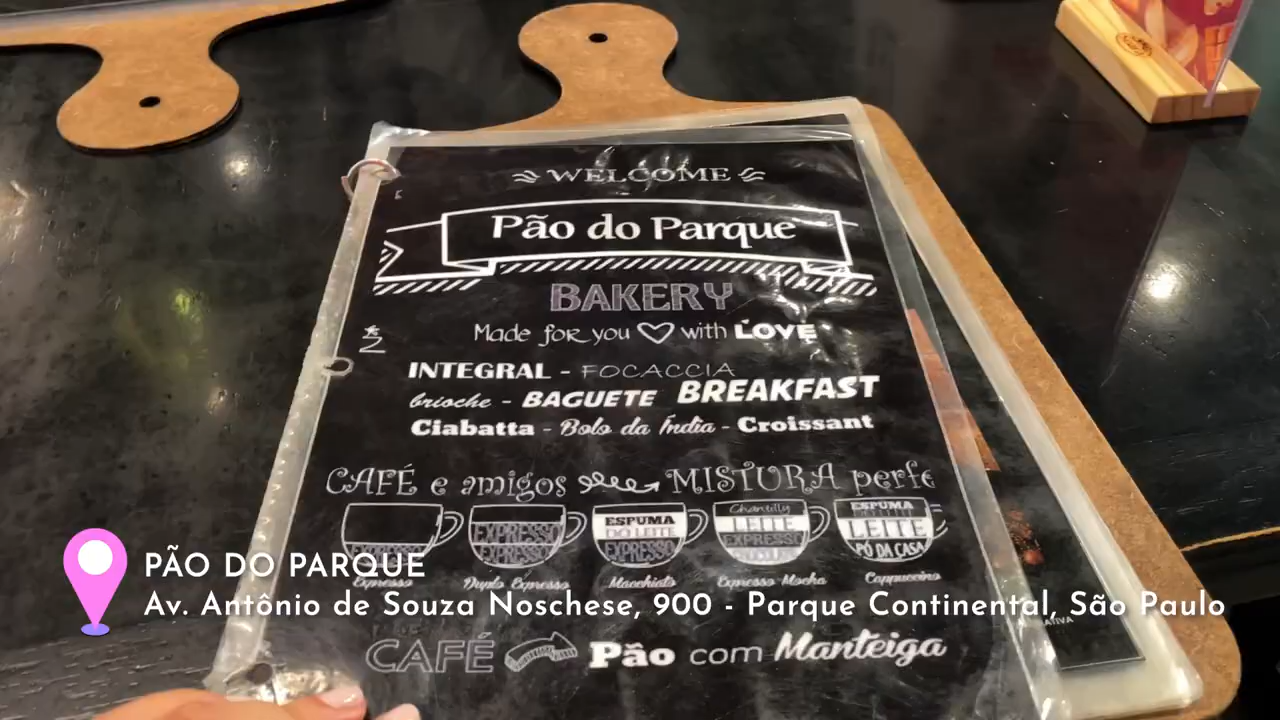 WELCOME
Pão do Parque
BAKERY
Made for you with LOVE
INTEGRAL - FOCACCIA
brioche - BAGUETE BREAKFAST
Ciabatta - Bolo da Índia - Croissant
CAFÉ e amigos MISTURA perfe
EXPRESSO
EXPRESSO
EXPRESSO
ESPUMA
DO LEITE
EXPRESSO
Chantilly
LEITE
EXPRESSO
ESPUMA
LEITE
PÓ DA CASA
Expresso Duplo Expresso Macchiato Expresso Mocha Cappuccino
PÃO DO PARQUE
Av. Antônio de Souza Noschese, 900 - Parque Continental, São Paulo
CAFÉ Pão com Manteiga